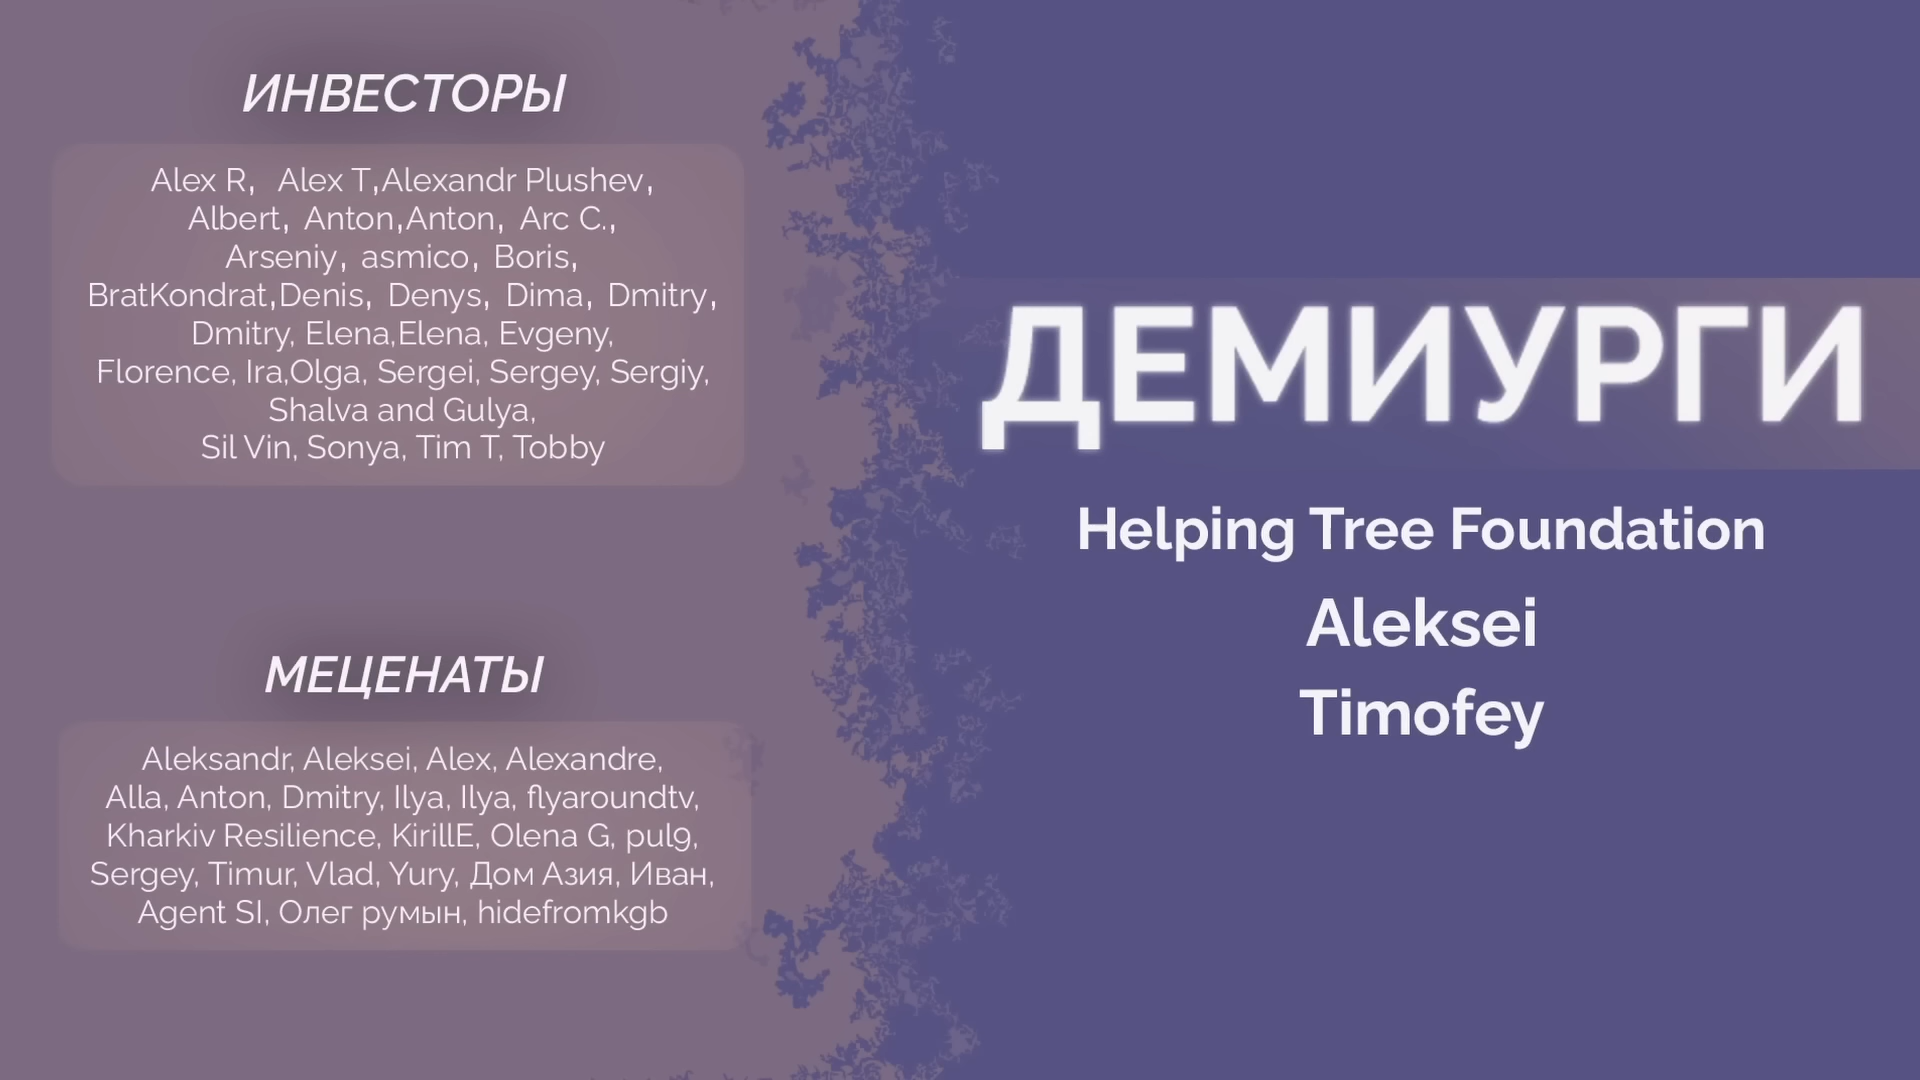 ИНВЕСТОРЫ
Alex R, Alex T,Alexandr Plushev,
Albert, Anton,Anton, Arc C.,
Arseniy, asmico, Boris,
BratKondrat,Denis, Denys, Dima, Dmitry,
Dmitry, Elena,Elena, Evgeny,
Florence, Ira,Olga, Sergei, Sergey, Sergiy,
Shalva and Gulya,
Sil Vin, Sonya, Tim T, Tobby
МЕЦЕНАТЫ
Aleksandr, Aleksei, Alex, Alexandre,
Alla, Anton, Dmitry, Ilya, Ilya, flyaroundtv,
Kharkiv Resilience, KirillE, Olena G, pul9,
Sergey, Timur, Vlad, Yury, Дом Азия, Иван,
Agent SI, Олег румын, hidefromkgb
ДЕМИУРГИ
Helping Tree Foundation
Aleksei
Timofey